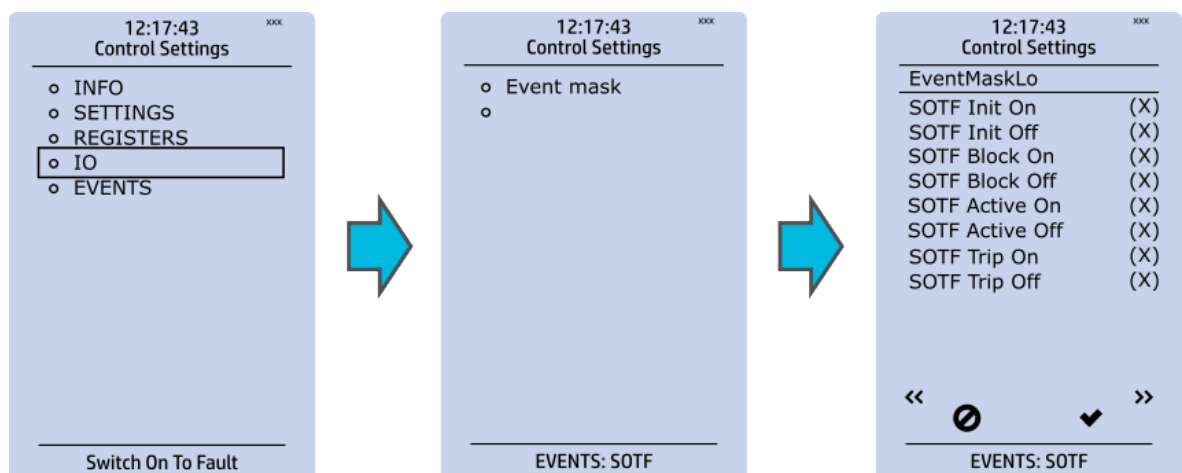 12:17:43 xxx
Control Settings
INFO
SETTINGS
REGISTERS
IO
EVENTS
Switch On To Fault
12:17:43 xxx
Control Settings
Event mask
EVENTS: SOTF
12:17:43 xxx
Control Settings
EventMaskLo
SOTF Init On (X)
SOTF Init Off (X)
SOTF Block On (X)
SOTF Block Off (X)
SOTF Active On (X)
SOTF Active Off (X)
SOTF Trip On (X)
SOTF Trip Off (X)
« »
EVENTS: SOTF